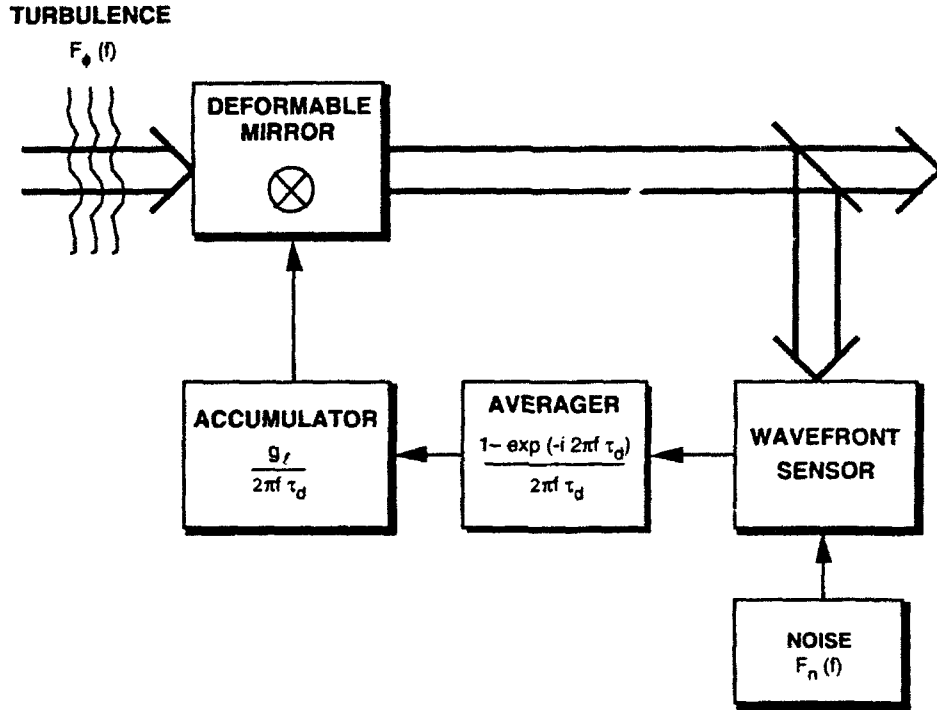 TURBULENCE
F_ϕ (f)
DEFORMABLE
MIRROR
ACCUMULATOR
g_ℓ
2πf τ_d
AVERAGER
1– exp (-i 2πf τ_d)
2πf τ_d
WAVEFRONT
SENSOR
NOISE
F_n (f)